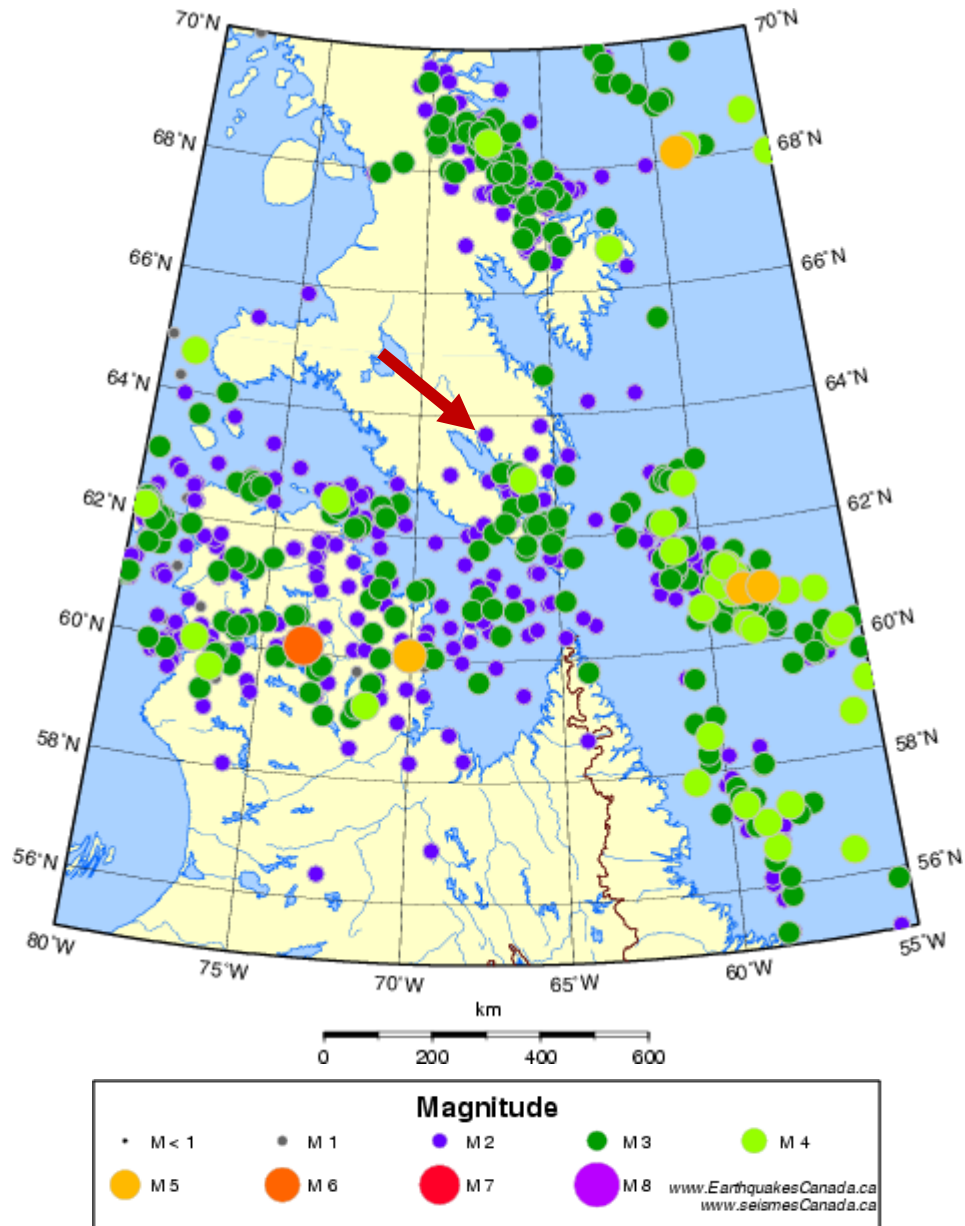 70°N
70°N
68°N
68°N
66°N
66°N
64°N
64°N
62°N
62°N
60°N
60°N
58°N
58°N
56°N
56°N
80°W
75°W
70°W
65°W
60°W
55°W
km
0 200 400 600
Magnitude
M < 1 M 1 M 2 M 3 M 4
M 5 M 6 M 7 M 8 www.EarthquakesCanada.ca
www.seismesCanada.ca